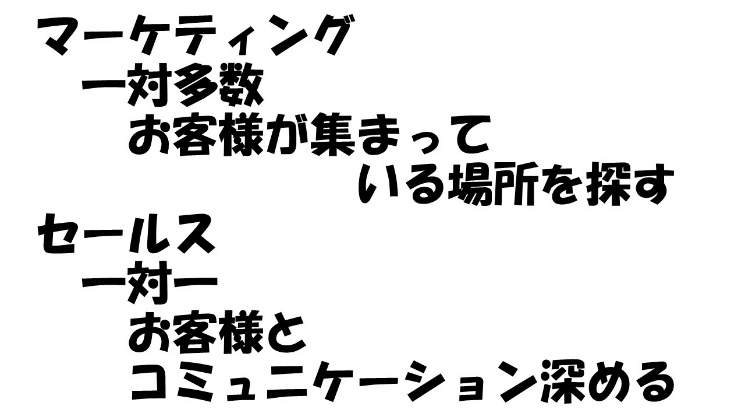 マーケティング
一対多数
お客様が集まって
いる場所を探す
セールス
一対一
お客様と
コミュニケーション深める